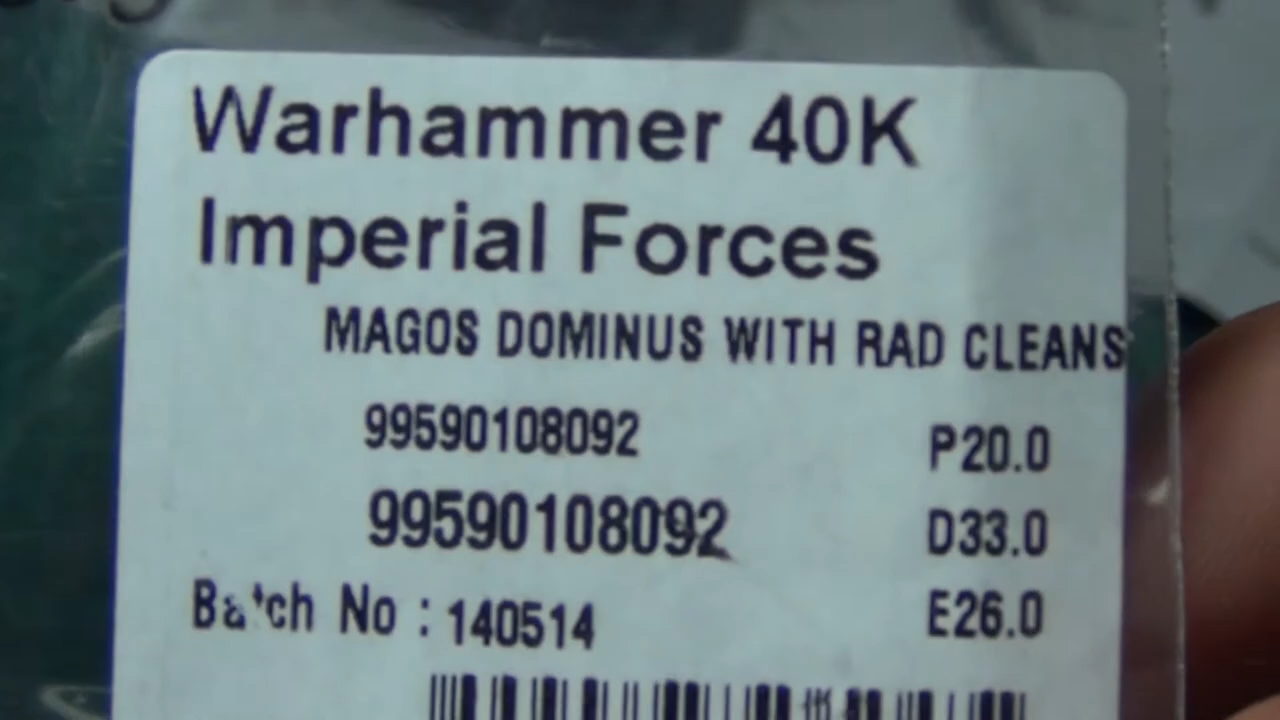 Warhammer 40K
Imperial Forces
MAGOS DOMINUS WITH RAD CLEANS
99590108092 P20.0
99590108092 D33.0
Batch No : 140514 E26.0